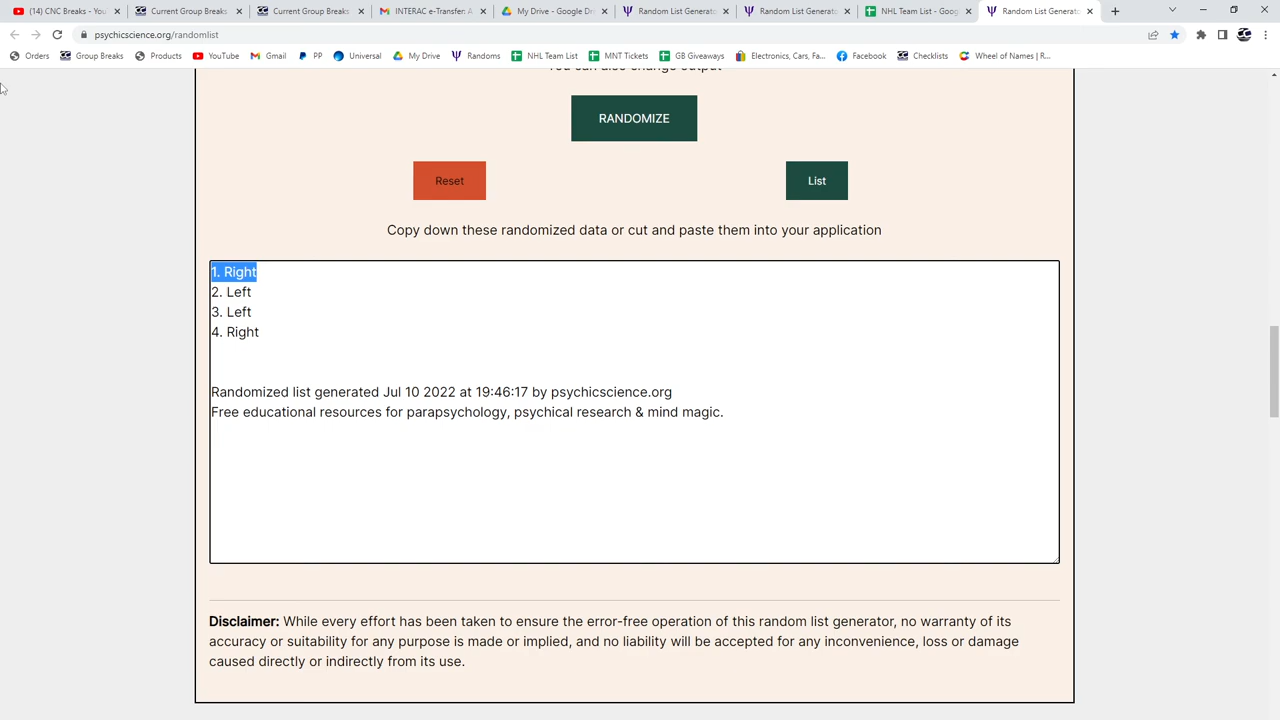 (14) CNC Breaks - You
Current Group Breaks
Current Group Breaks
INTERAC e-Transfer A
My Drive - Google Dr
Random List Generato
Random List Generato
NHL Team List - Goog
Random List Generato
psychicscience.org/randomlist
Orders
Group Breaks
Products
YouTube
Gmail
PP
Universal
My Drive
Randoms
NHL Team List
MNT Tickets
GB Giveaways
Electronics, Cars, Fa...
Facebook
Checklists
Wheel of Names | R...
You can also change output
RANDOMIZE
Reset
List
Copy down these randomized data or cut and paste them into your application
1. Right
2. Left
3. Left
4. Right
Randomized list generated Jul 10 2022 at 19:46:17 by psychicscience.org
Free educational resources for parapsychology, psychical research & mind magic.
Disclaimer: While every effort has been taken to ensure the error-free operation of this random list generator, no warranty of its
accuracy or suitability for any purpose is made or implied, and no liability will be accepted for any inconvenience, loss or damage
caused directly or indirectly from its use.